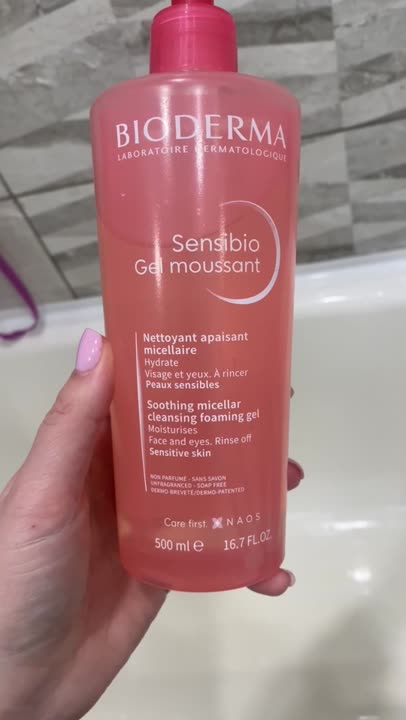 BIODERMA
LABORATOIRE DERMATOLOGIQUE
Sensibio
Gel moussant
Nettoyant apaisant
micellaire
Hydrate
Visage et yeux. À rincer
Peaux sensibles
Soothing micellar
cleansing foaming gel
Moisturises
Face and eyes. Rinse off
Sensitive skin
NON PARFUMÉ - SANS SAVON
UNFRAGRANCED - SOAP FREE
DERMO BREVETÉ/DERMO-PATENTED
Care first. NAOS
500 ml ℮ 16.7 FL.OZ.